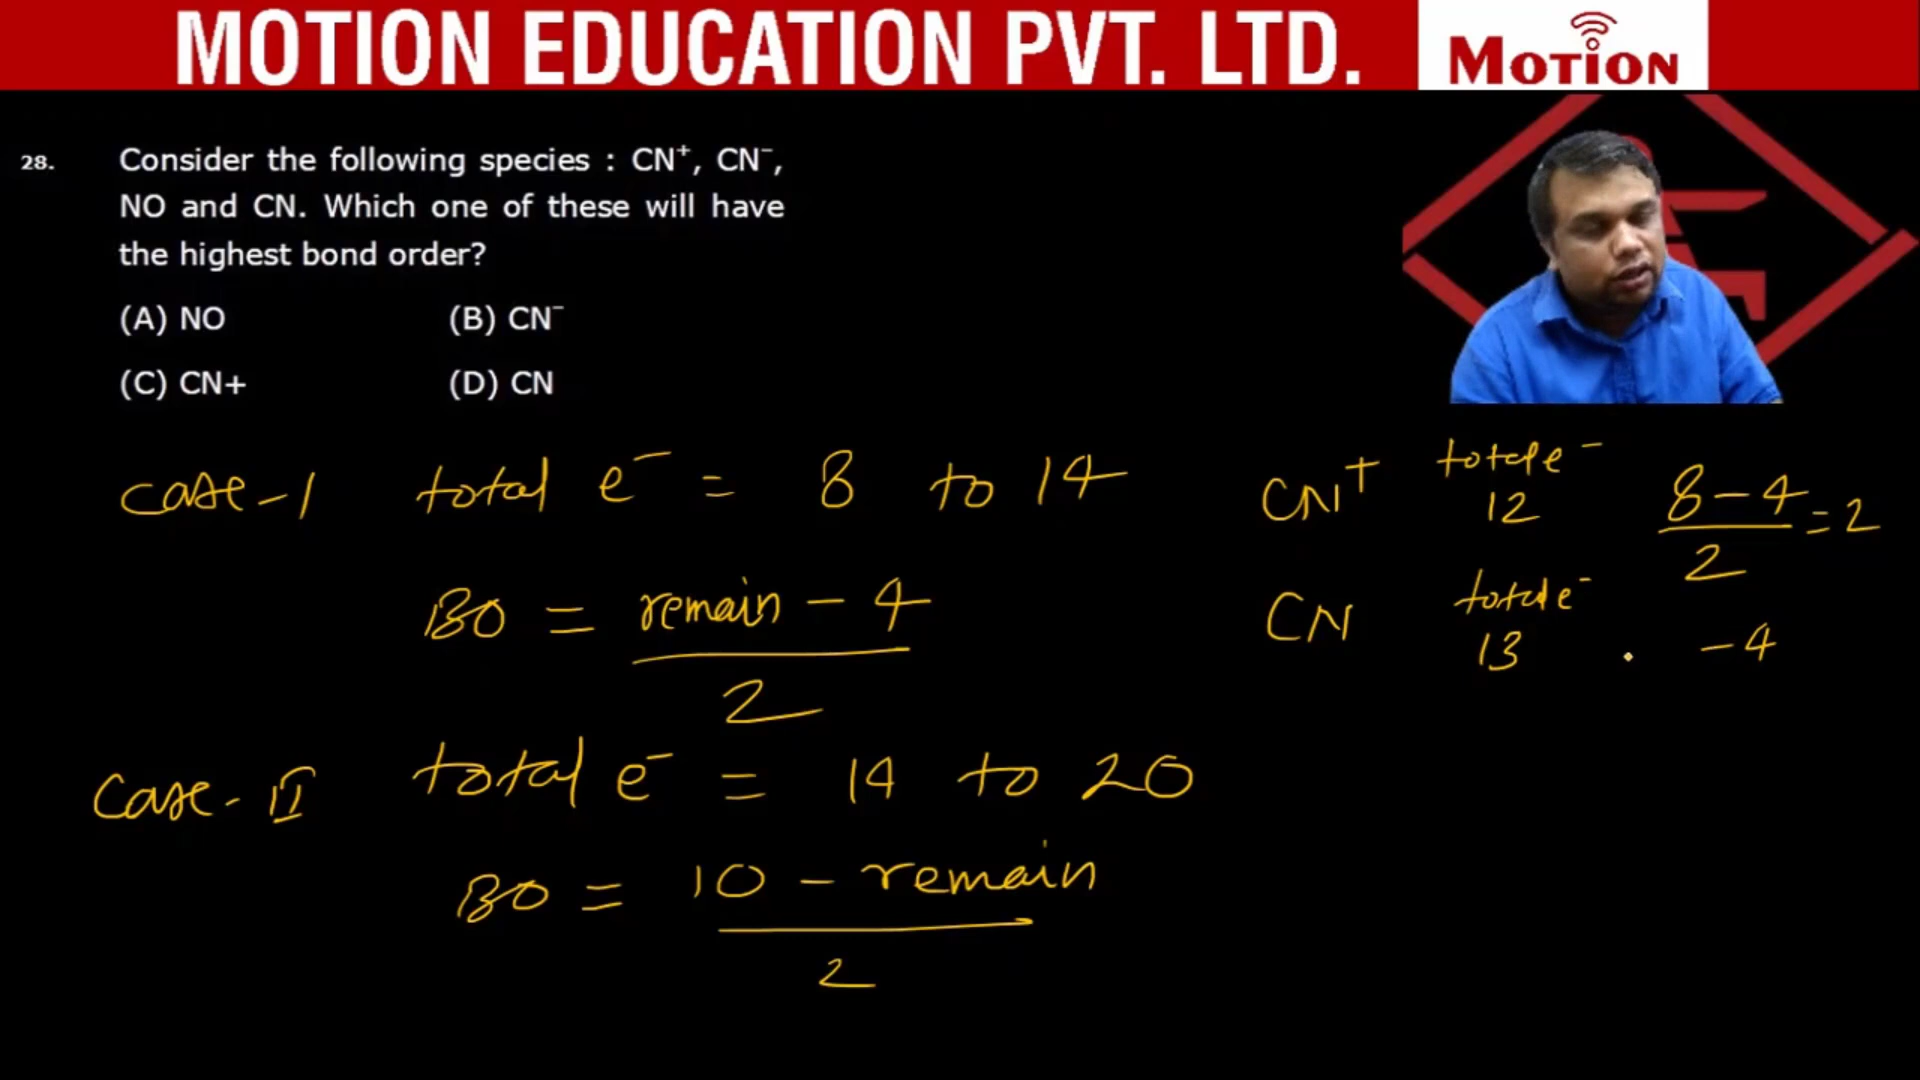 MOTION EDUCATION PVT. LTD.
MOTION
28. Consider the following species : CN⁺, CN⁻,
NO and CN. Which one of these will have
the highest bond order?
(A) NO (B) CN⁻
(C) CN+ (D) CN
Case-I total e⁻ = 8 to 14
BO = remain - 4
2
Case-II total e⁻ = 14 to 20
BO = 10 - remain
2
CN⁺ total e⁻
12
8-4
2
=2
CN total e⁻
13 -4